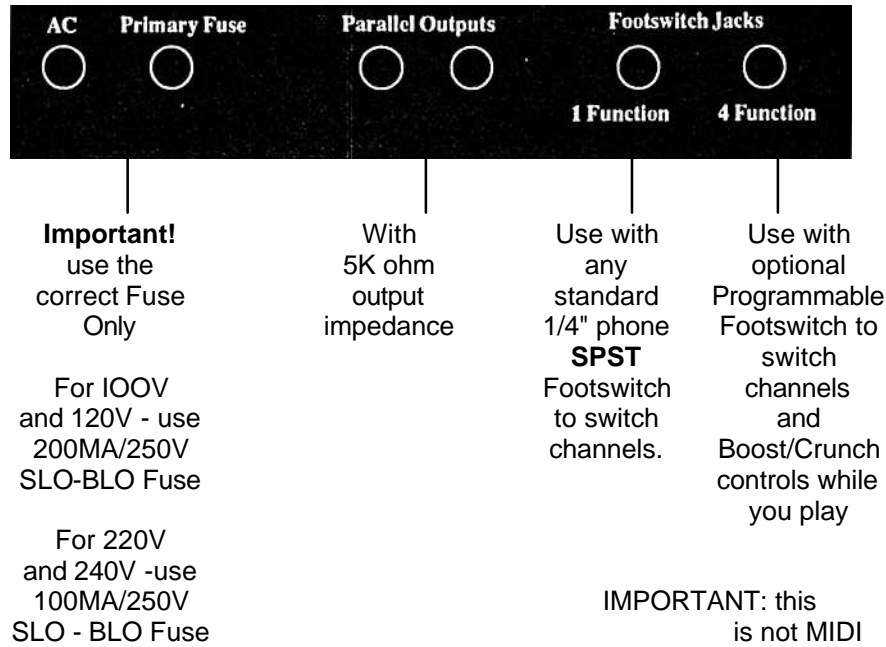 AC Primary Fuse Parallel Outputs Footswitch Jacks
1 Function 4 Function
Important!
use the
correct Fuse
Only
For IOOV
and 120V - use
200MA/250V
SLO-BLO Fuse
For 220V
and 240V -use
100MA/250V
SLO - BLO Fuse
With
5K ohm
output
impedance
Use with
any
standard
1/4" phone
SPST
Footswitch
to switch
channels.
Use with
optional
Programmable
Footswitch to
switch
channels
and
Boost/Crunch
controls while
you play
IMPORTANT: this
is not MIDI